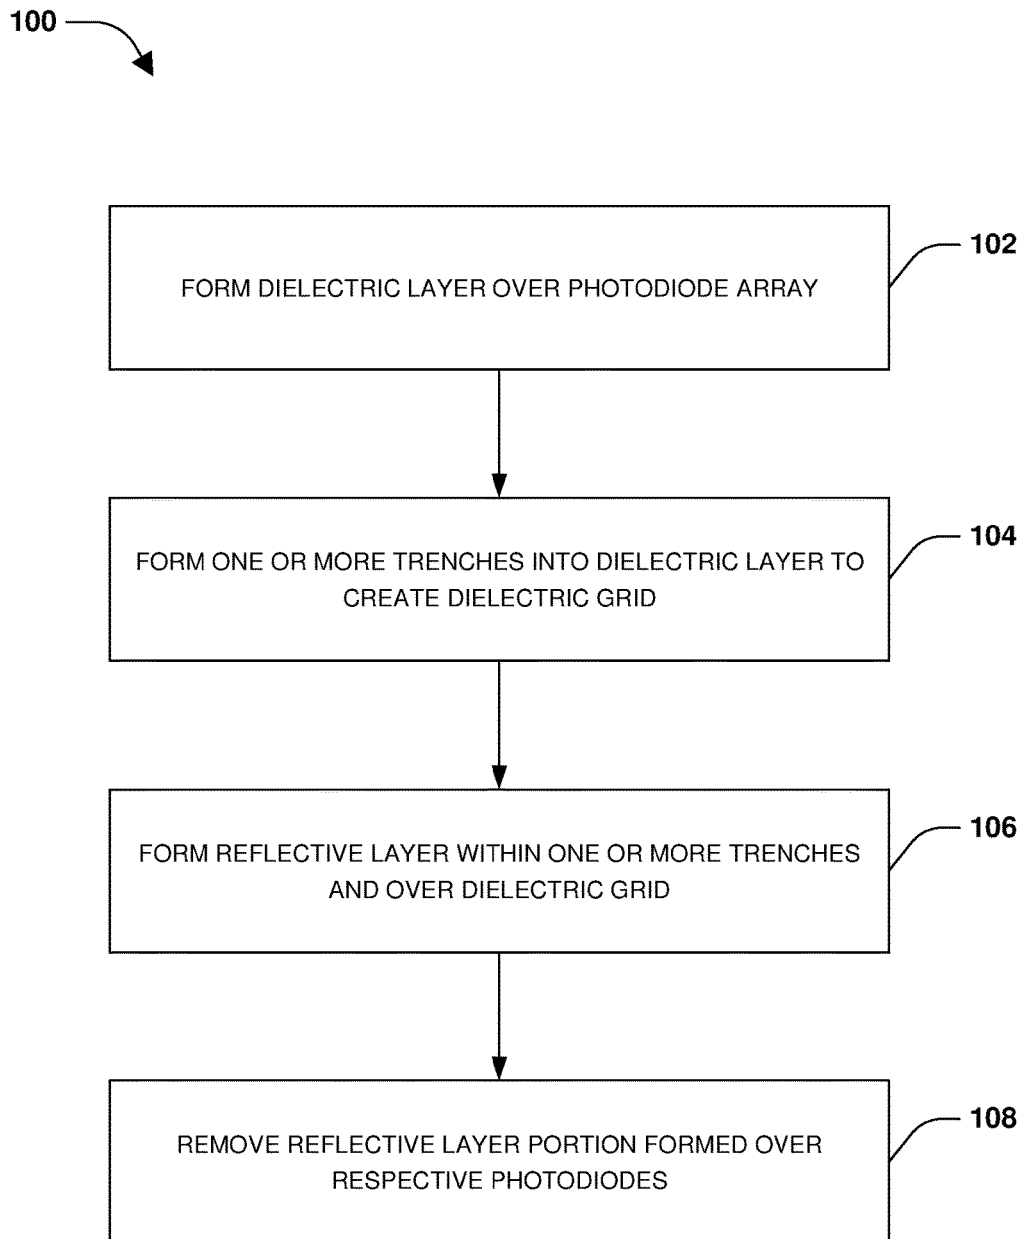 100
FORM DIELECTRIC LAYER OVER PHOTODIODE ARRAY
102
FORM ONE OR MORE TRENCHES INTO DIELECTRIC LAYER TO
CREATE DIELECTRIC GRID
104
FORM REFLECTIVE LAYER WITHIN ONE OR MORE TRENCHES
AND OVER DIELECTRIC GRID
106
REMOVE REFLECTIVE LAYER PORTION FORMED OVER
RESPECTIVE PHOTODIODES
108